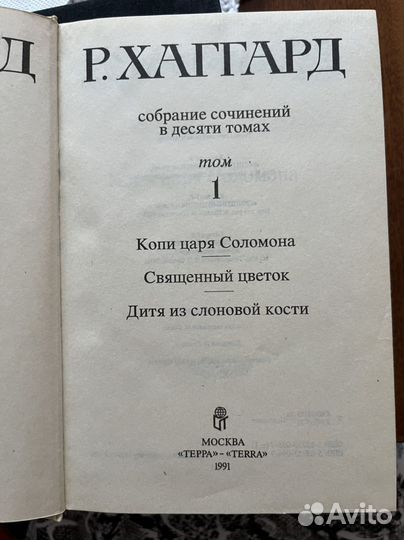 Д
Р. ХАГГАРД
собрание сочинений
в десяти томах
том
1
Копи царя Соломона
Священный цветок
Дитя из слоновой кости
МОСКВА
«ТЕРРА» – «TERRA»
1991
Avito